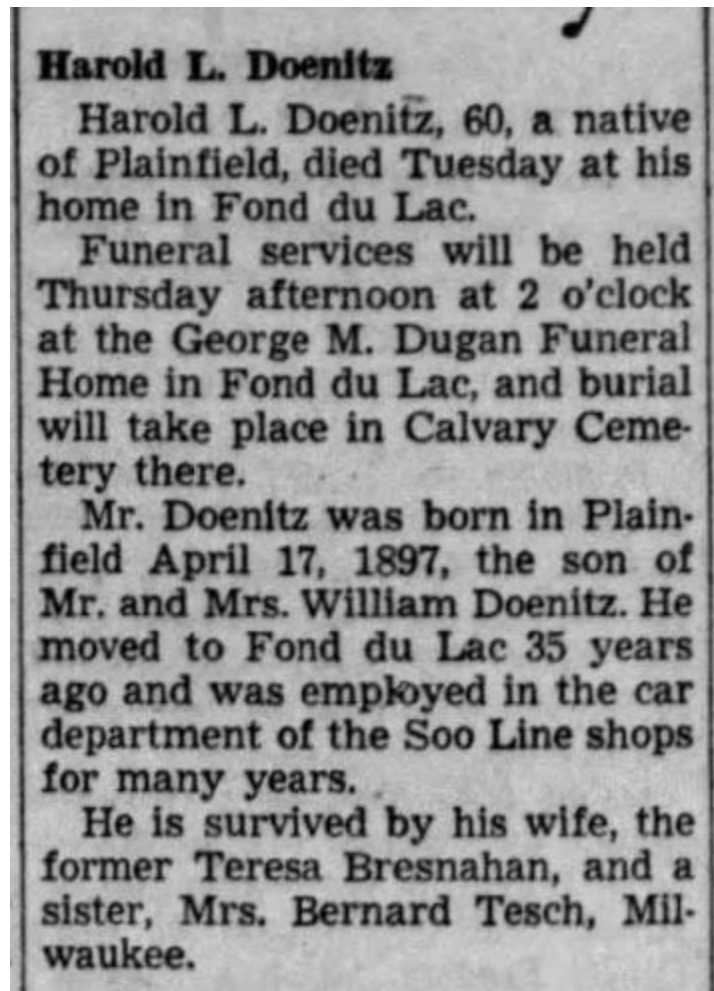 Harold L. Doenitz
Harold L. Doenitz, 60, a native
of Plainfield, died Tuesday at his
home in Fond du Lac.
Funeral services will be held
Thursday afternoon at 2 o'clock
at the George M. Dugan Funeral
Home in Fond du Lac, and burial
will take place in Calvary Ceme-
tery there.
Mr. Doenitz was born in Plain-
field April 17, 1897, the son of
Mr. and Mrs. William Doenitz. He
moved to Fond du Lac 35 years
ago and was employed in the car
department of the Soo Line shops
for many years.
He is survived by his wife, the
former Teresa Bresnahan, and a
sister, Mrs. Bernard Tesch, Mil-
waukee.